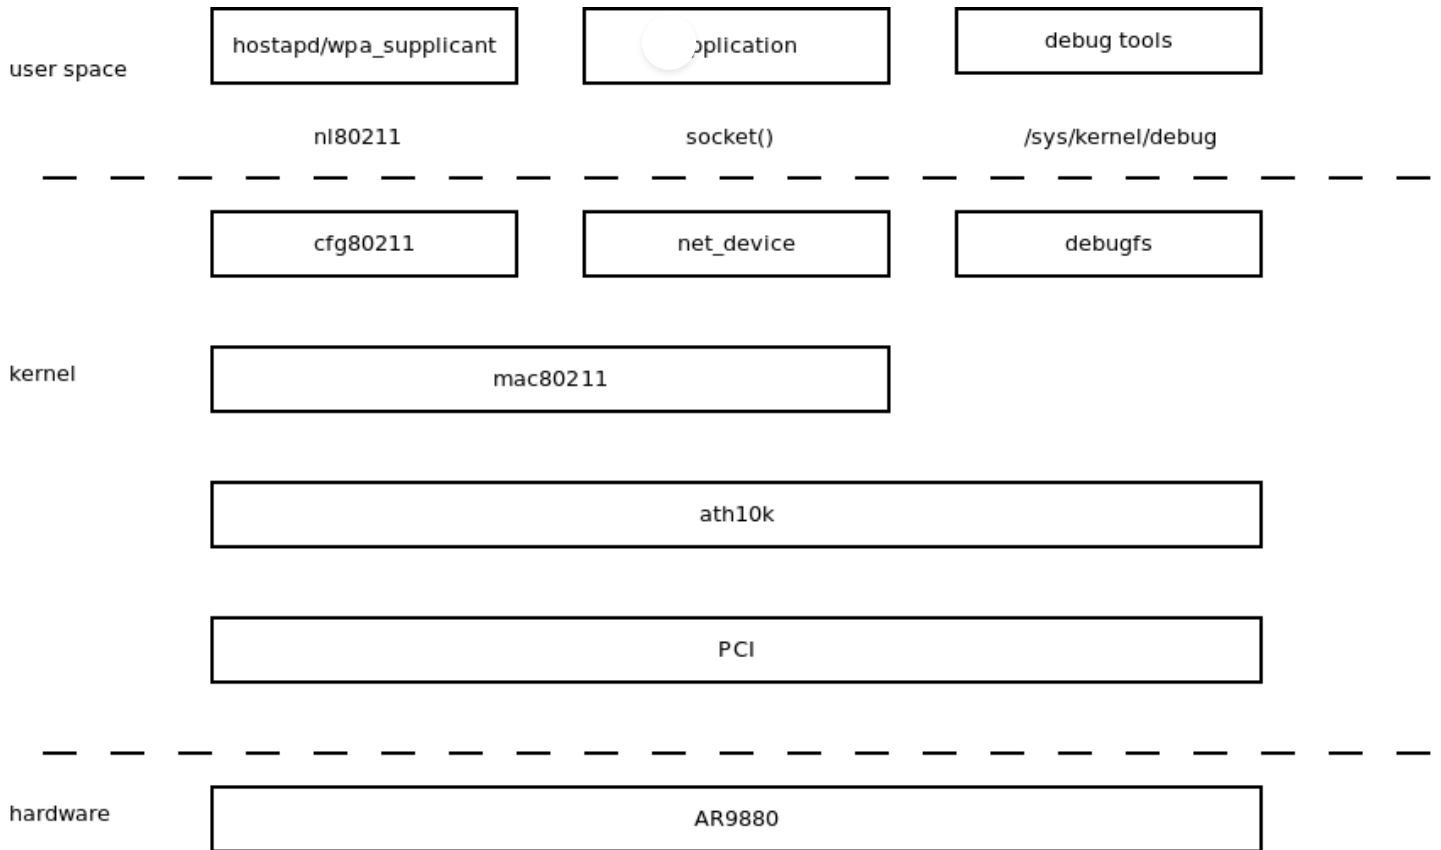 hostapd/wpa_supplicant
debug tools
user space
nl80211
socket()
/sys/kernel/debug
cfg80211
net_device
debugfs
kernel
mac80211
ath10k
PCI
hardware
AR9880